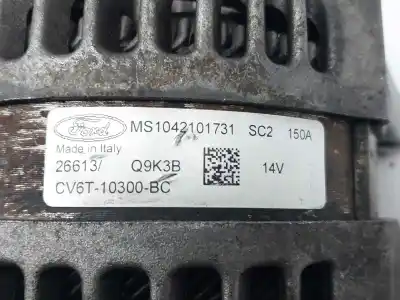 Ford MS1042101731 SC2 150A
Made in Italy
26613/ Q9K3B 14V
CV6T-10300-BC